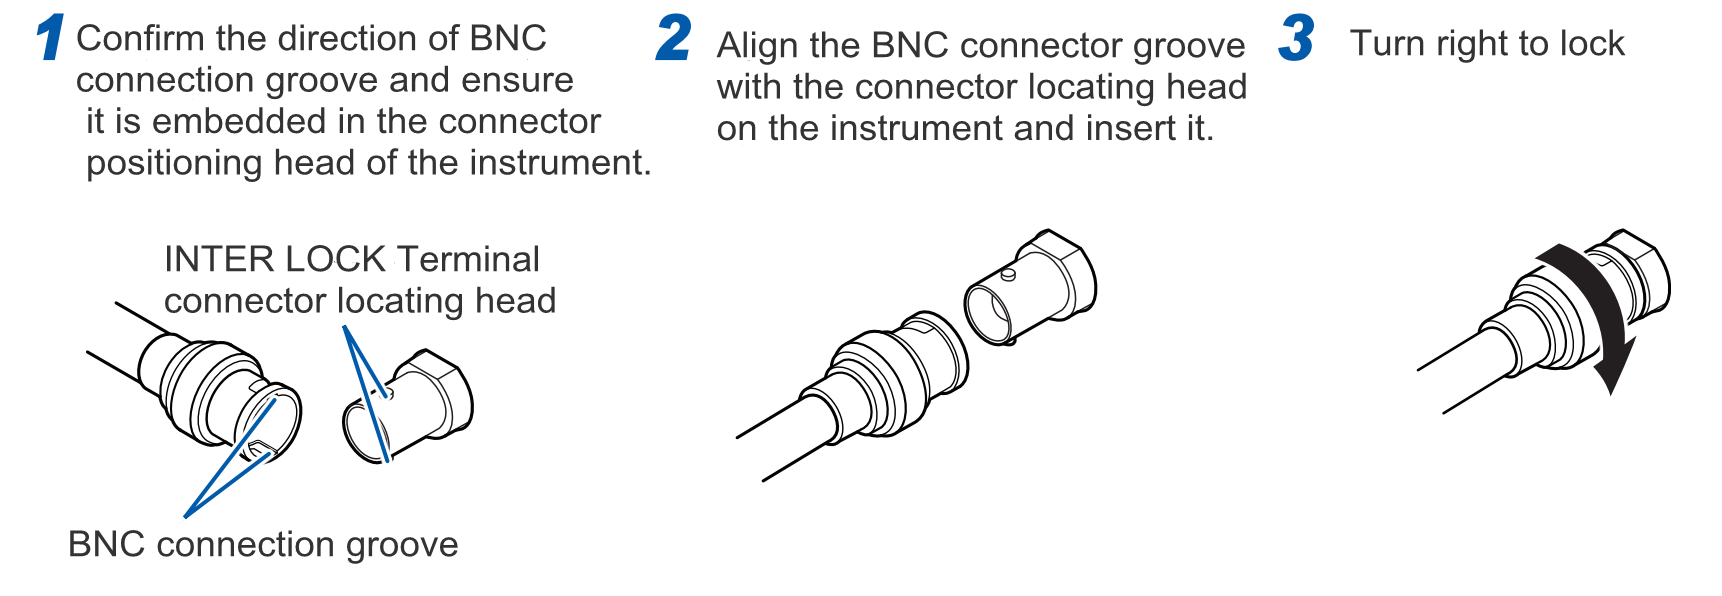 1 Confirm the direction of BNC
connection groove and ensure
it is embedded in the connector
positioning head of the instrument.
INTER LOCK Terminal
connector locating head
BNC connection groove
2 Align the BNC connector groove
with the connector locating head
on the instrument and insert it.
3 Turn right to lock